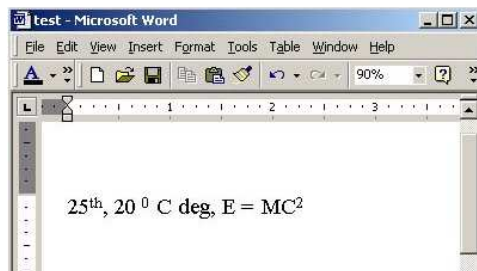 test - Microsoft Word
File Edit View Insert Format Tools Table Window Help
A 90%
L 1 2 3
25ᵗʰ, 20 ⁰ C deg, E = MC²